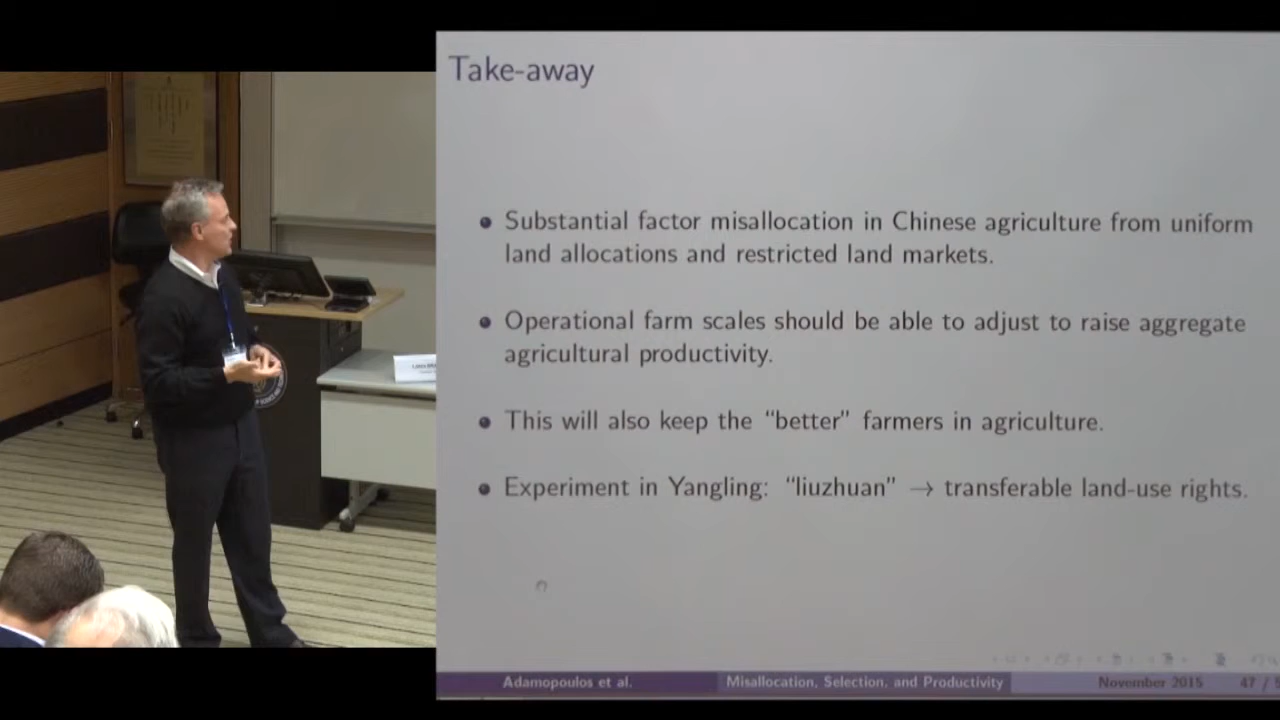 Take-away
Substantial factor misallocation in Chinese agriculture from uniform
land allocations and restricted land markets.
Operational farm scales should be able to adjust to raise aggregate
agricultural productivity.
This will also keep the “better” farmers in agriculture.
Experiment in Yangling: “liuzhuan” → transferable land-use rights.
Adamopoulos et al.
Misallocation, Selection, and Productivity
November 2015
47 /